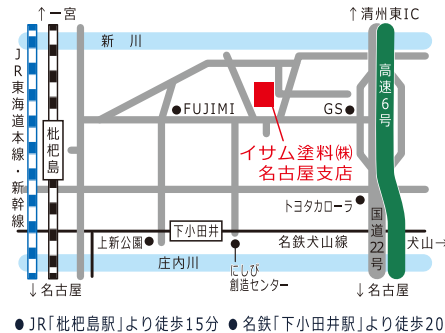 ↑一宮
↑清州東IC
新川
JR東海道本線・新幹線
枇杷島
高速6号
FUJIMI
GS
イサム塗料㈱
名古屋支店
トヨタカローラ
国道22号
上新公園
下小田井
名鉄犬山線
犬山→
庄内川
にしび
創造センター
↓名古屋
↓名古屋
●JR「枇杷島駅」より徒歩15分 ●名鉄「下小田井駅」より徒歩20